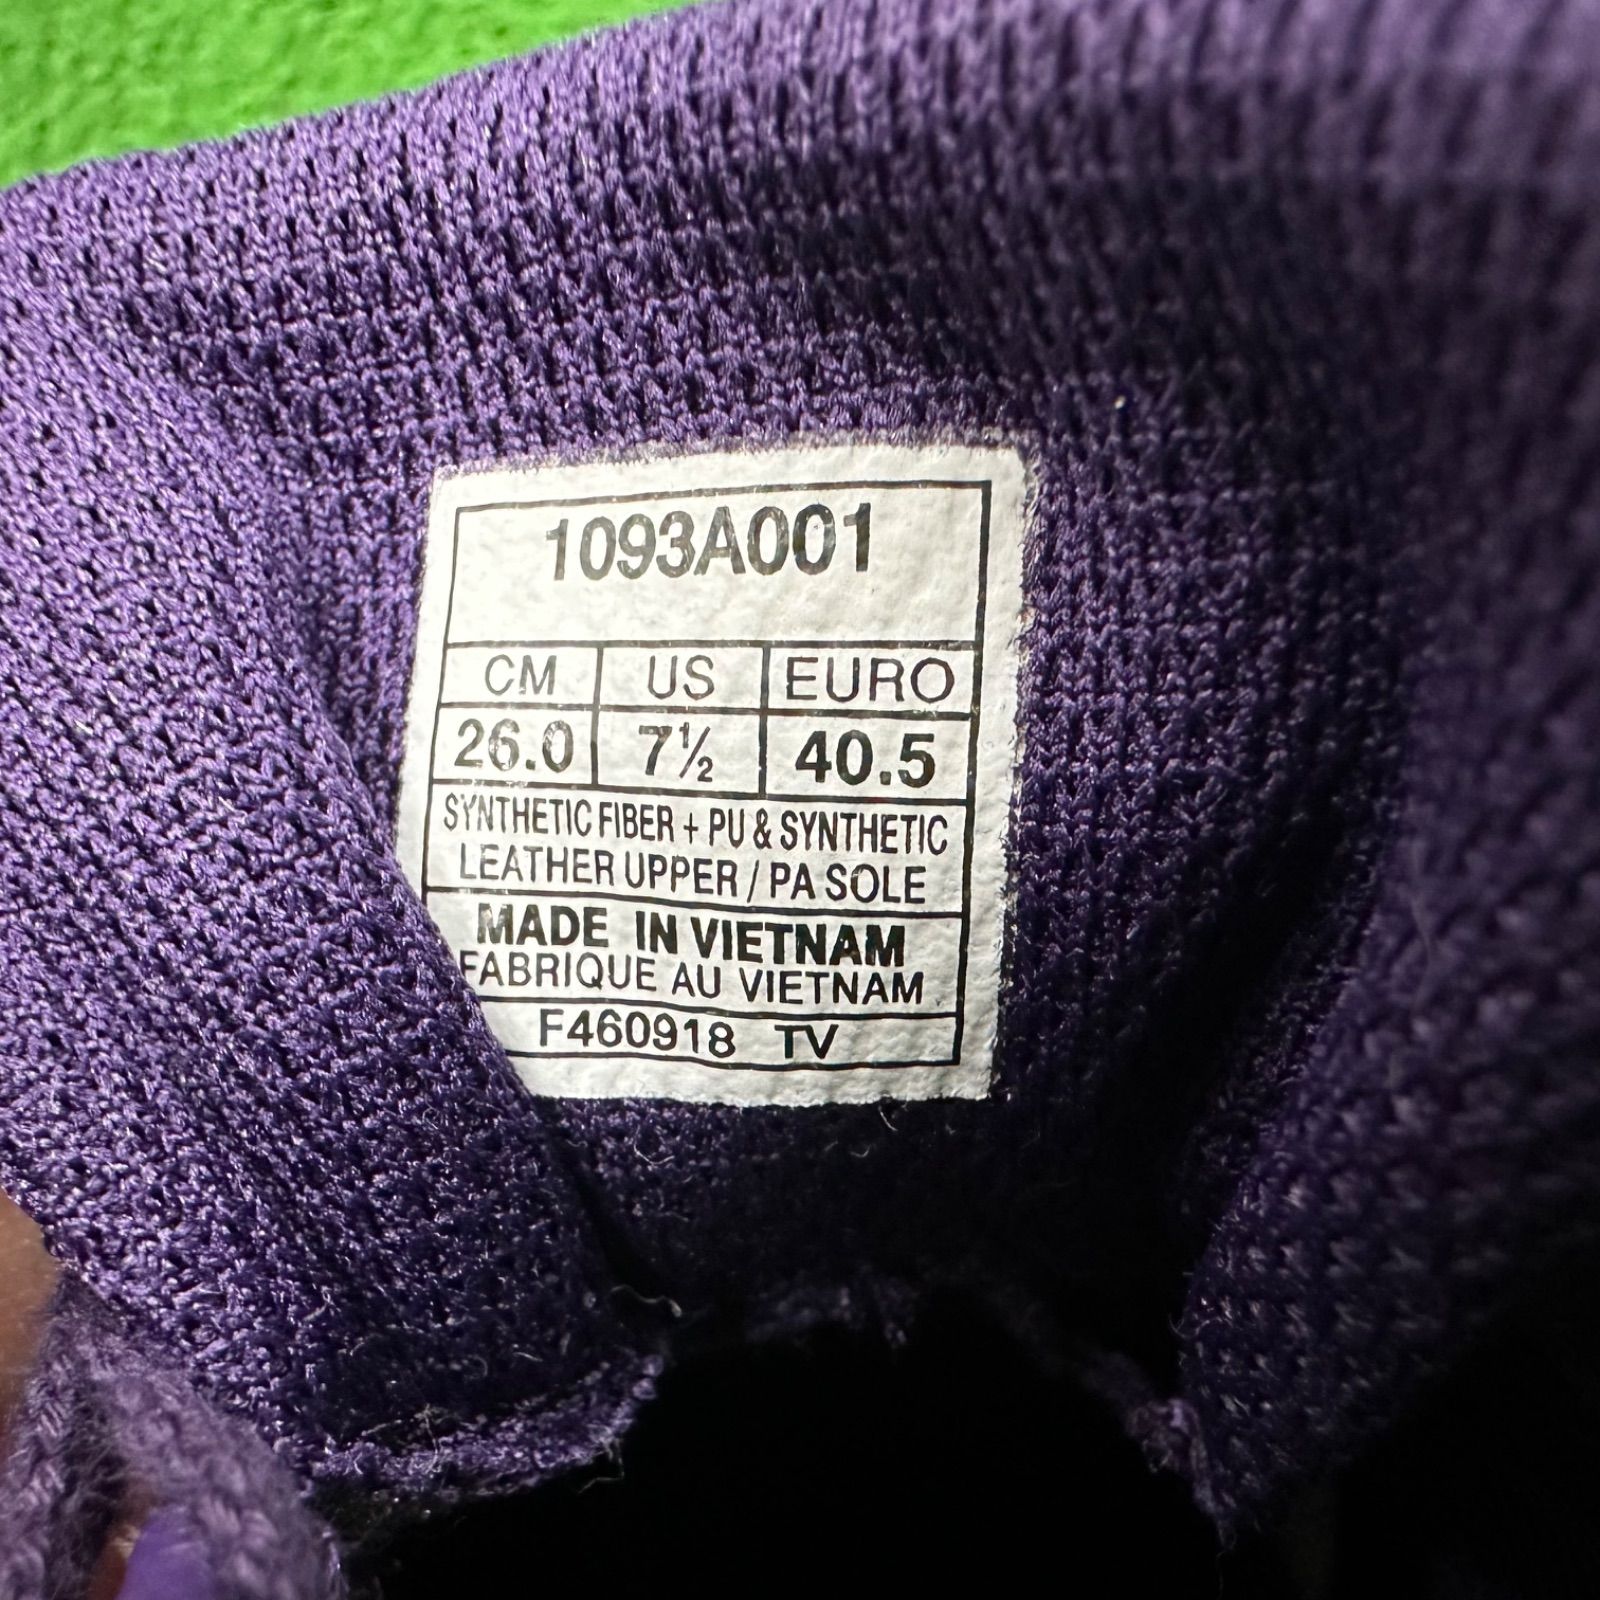 1093A001
CM US EURO
26.0 7½ 40.5
SYNTHETIC FIBER + PU & SYNTHETIC
LEATHER UPPER / PA SOLE
MADE IN VIETNAM
FABRIQUE AU VIETNAM
F460918 TV